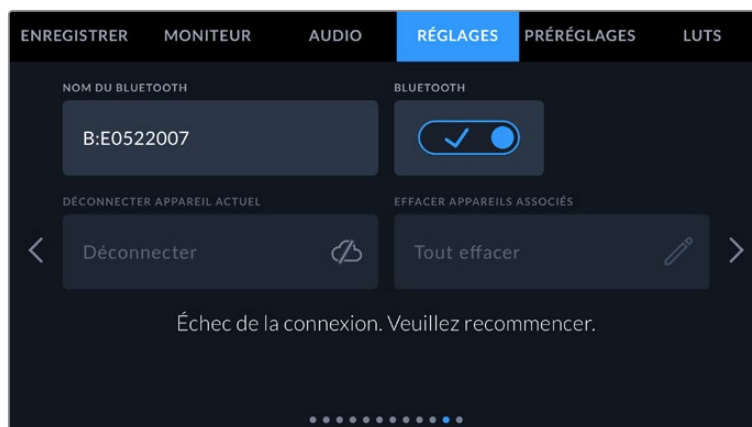 ENREGISTRER MONITEUR AUDIO RÉGLAGES PRÉRÉGLAGES LUTS
NOM DU BLUETOOTH BLUETOOTH
B:E0522007
DÉCONNECTER APPAREIL ACTUEL EFFACER APPAREILS ASSOCIÉS
Déconnecter Tout effacer
Échec de la connexion. Veuillez recommencer.